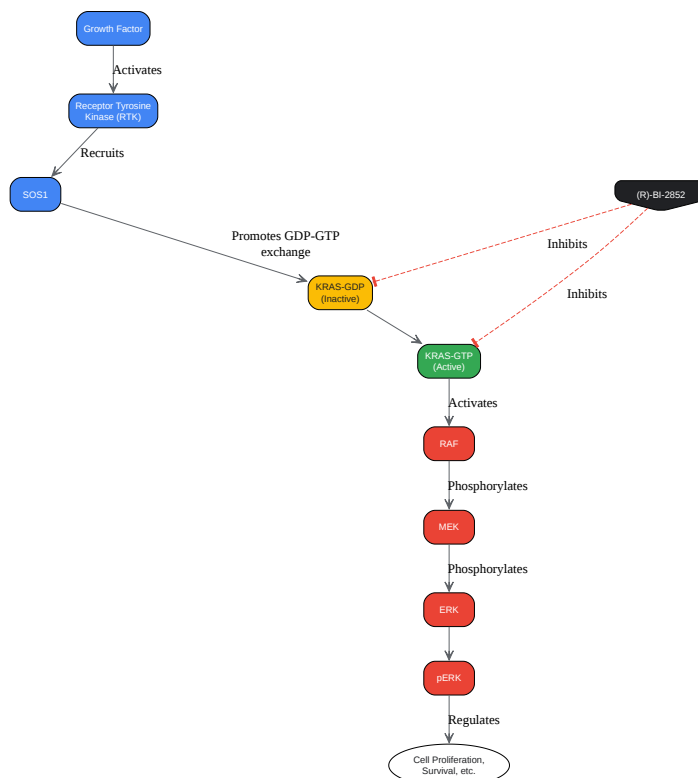 Growth Factor
Activates
Receptor Tyrosine
Kinase (RTK)
Recruits
SOS1
(R)-BI-2852
Promotes GDP-GTP
exchange
Inhibits
KRAS-GDP
(Inactive)
Inhibits
KRAS-GTP
(Active)
Activates
RAF
Phosphorylates
MEK
Phosphorylates
ERK
pERK
Regulates
Cell Proliferation,
Survival, etc.